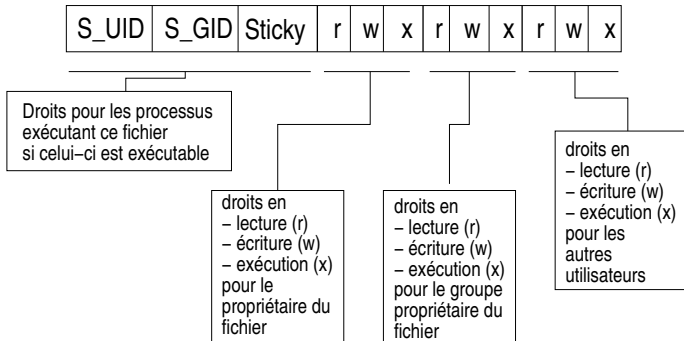 S_UID S_GID Sticky r w x r w x r w x
Droits pour les processus
exécutant ce fichier
si celui–ci est exécutable
droits en
– lecture (r)
– écriture (w)
– exécution (x)
pour le
propriétaire du
fichier
droits en
– lecture (r)
– écriture (w)
– exécution (x)
pour le groupe
propriétaire du
fichier
droits en
– lecture (r)
– écriture (w)
– exécution (x)
pour les
autres
utilisateurs